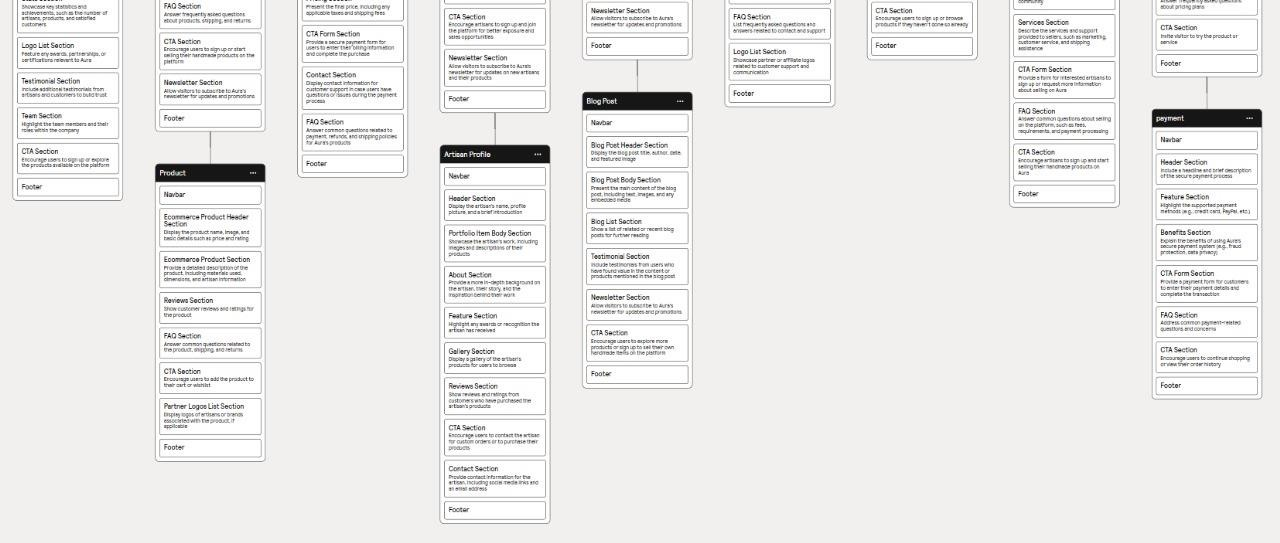 Showcase key statistics and
achievements, such as the number of
artisans, products, and satisfied
customers
Logo List Section
Feature any awards, partnerships, or
certifications relevant to Aura
Testimonial Section
Include additional testimonials from
artisans and customers to build trust
Team Section
Highlight the team members and their
roles within the company
CTA Section
Encourage users to sign up or explore
the products available on the platform
Footer
FAQ Section
Answer frequently asked questions
about products, shipping, and returns
CTA Section
Encourage users to sign up or start
selling their handmade products on the
platform
Newsletter Section
Allow visitors to subscribe to Aura's
newsletter for updates and promotions
Footer
Product
Navbar
Ecommerce Product Header
Section
Display the product name, image, and
basic details such as price and rating
Ecommerce Product Section
Provide a detailed description of the
product, including materials used,
dimensions, and artisan information
Reviews Section
Show customer reviews and ratings for
the product
FAQ Section
Answer common questions related to
the product, shipping, and returns
CTA Section
Encourage users to add the product to
their cart or wishlist
Partner Logos List Section
Display logos of artisans or brands
associated with the product, if
applicable
Footer
Present the final price, including any
applicable taxes and shipping fees
CTA Form Section
Provide a secure payment form for
users to enter their billing information
and complete the purchase
Contact Section
Display contact information for
customer support in case users have
questions or issues during the payment
process
FAQ Section
Answer common questions related to
payment, refunds, and shipping policies
for Aura's products
Footer
CTA Section
Encourage artisans to sign up and join
the platform for better exposure and
sales opportunities
Newsletter Section
Allow visitors to subscribe to Aura's
newsletter for updates on new artisans
and their products
Footer
Artisan Profile
Navbar
Header Section
Display the artisan's name, profile
picture, and a brief introduction
Portfolio Item Body Section
Showcase the artisan's work, including
images and descriptions of their
products
About Section
Provide a more in-depth background on
the artisan, their story, and the
inspiration behind their work
Feature Section
Highlight any awards or recognition the
artisan has received
Gallery Section
Display a gallery of the artisan's
products for users to browse
Reviews Section
Show reviews and ratings from
customers who have purchased the
artisan's products
CTA Section
Encourage users to contact the artisan
for custom orders or to purchase their
products
Contact Section
Provide contact information for the
artisan, including social media links and
an email address
Footer
Newsletter Section
Allow visitors to subscribe to Aura's
newsletter for updates and promotions
Footer
Blog Post
Navbar
Blog Post Header Section
Display the blog post title, author, date,
and featured image
Blog Post Body Section
Present the main content of the blog
post, including text, images, and any
embedded media
Blog List Section
Show a list of related or recent blog
posts for further reading
Testimonial Section
Include testimonials from users who
have found value in the content or
products mentioned in the blog post
Newsletter Section
Allow visitors to subscribe to Aura's
newsletter for updates and promotions
CTA Section
Encourage users to explore more
products or sign up to sell their own
handmade items on the platform
Footer
FAQ Section
List frequently asked questions and
answers related to contact and support
Logo List Section
Showcase partner or affiliate logos
related to customer support and
communication
Footer
CTA Section
Encourage users to sign up or browse
products if they haven't done so already
Footer
community
Services Section
Describe the services and support
provided to sellers, such as marketing,
customer service, and shipping
assistance
CTA Form Section
Provide a form for interested artisans to
sign up or request more information
about selling on Aura
FAQ Section
Answer common questions about selling
on the platform, such as fees,
requirements, and payment processing
CTA Section
Encourage artisans to sign up and start
selling their handmade products on
Aura
Footer
Answer frequently asked questions
about pricing plans
CTA Section
Invite visitor to try the product or
service
Footer
payment
Navbar
Header Section
Include a headline and brief description
of the secure payment process
Feature Section
Highlight the supported payment
methods (e.g., credit card, PayPal, etc.)
Benefits Section
Explain the benefits of using Aura's
secure payment system (e.g., fraud
protection, data privacy)
CTA Form Section
Provide a payment form for customers
to enter their payment details and
complete the transaction
FAQ Section
Address common payment-related
questions and concerns
CTA Section
Encourage users to continue shopping
or view their order history
Footer